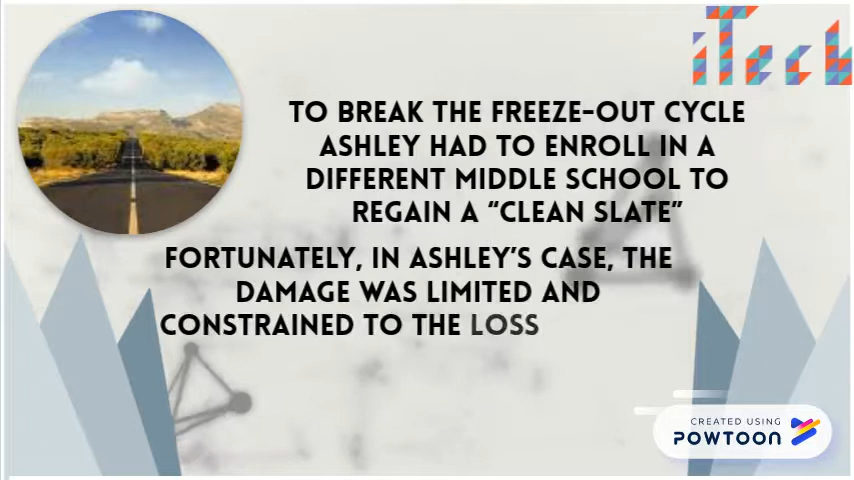 iTech
TO BREAK THE FREEZE-OUT CYCLE
ASHLEY HAD TO ENROLL IN A
DIFFERENT MIDDLE SCHOOL TO
REGAIN A “CLEAN SLATE”
FORTUNATELY, IN ASHLEY’S CASE, THE
DAMAGE WAS LIMITED AND
CONSTRAINED TO THE LOSS
CREATED USING
POWTOON